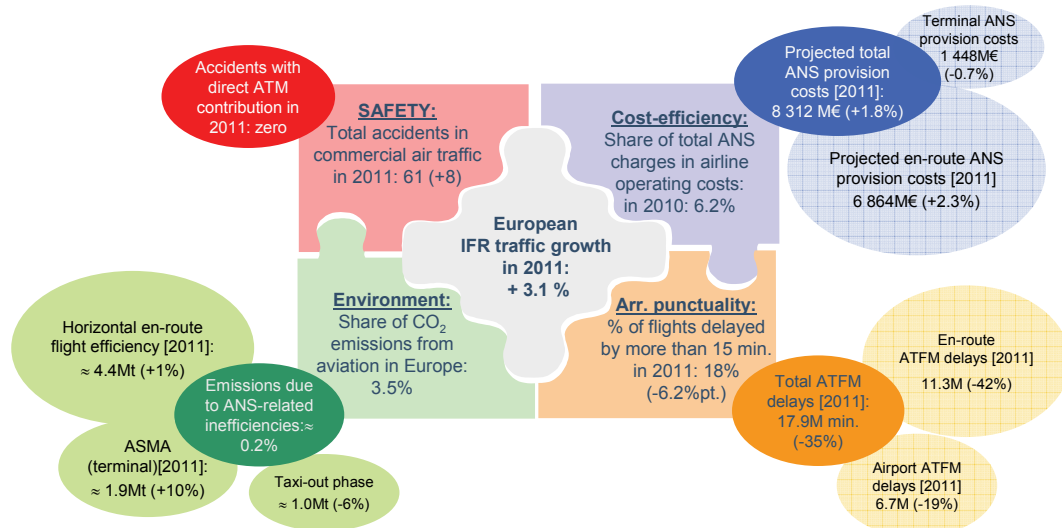 Accidents with
direct ATM
contribution in
2011: zero
SAFETY:
Total accidents in
commercial air traffic
in 2011: 61 (+8)
Cost-efficiency:
Share of total ANS
charges in airline
operating costs:
in 2010: 6.2%
Projected total
ANS provision
costs [2011]:
8 312 M€ (+1.8%)
Terminal ANS
provision costs
1 448M€
(-0.7%)
Projected en-route ANS
provision costs [2011]
6 864M€ (+2.3%)
European
IFR traffic growth
in 2011:
+ 3.1 %
Environment:
Share of CO2
emissions from
aviation in Europe:
3.5%
Arr. punctuality:
% of flights delayed
by more than 15 min.
in 2011: 18%
(-6.2%pt.)
Horizontal en-route
flight efficiency [2011]:
≈ 4.4Mt (+1%)
Emissions due
to ANS-related
inefficiencies:≈
0.2%
ASMA
(terminal)[2011]:
≈ 1.9Mt (+10%)
Taxi-out phase
≈ 1.0Mt (-6%)
Total ATFM
delays [2011]:
17.9M min.
(-35%)
En-route
ATFM delays [2011]
11.3M (-42%)
Airport ATFM
delays [2011]
6.7M (-19%)